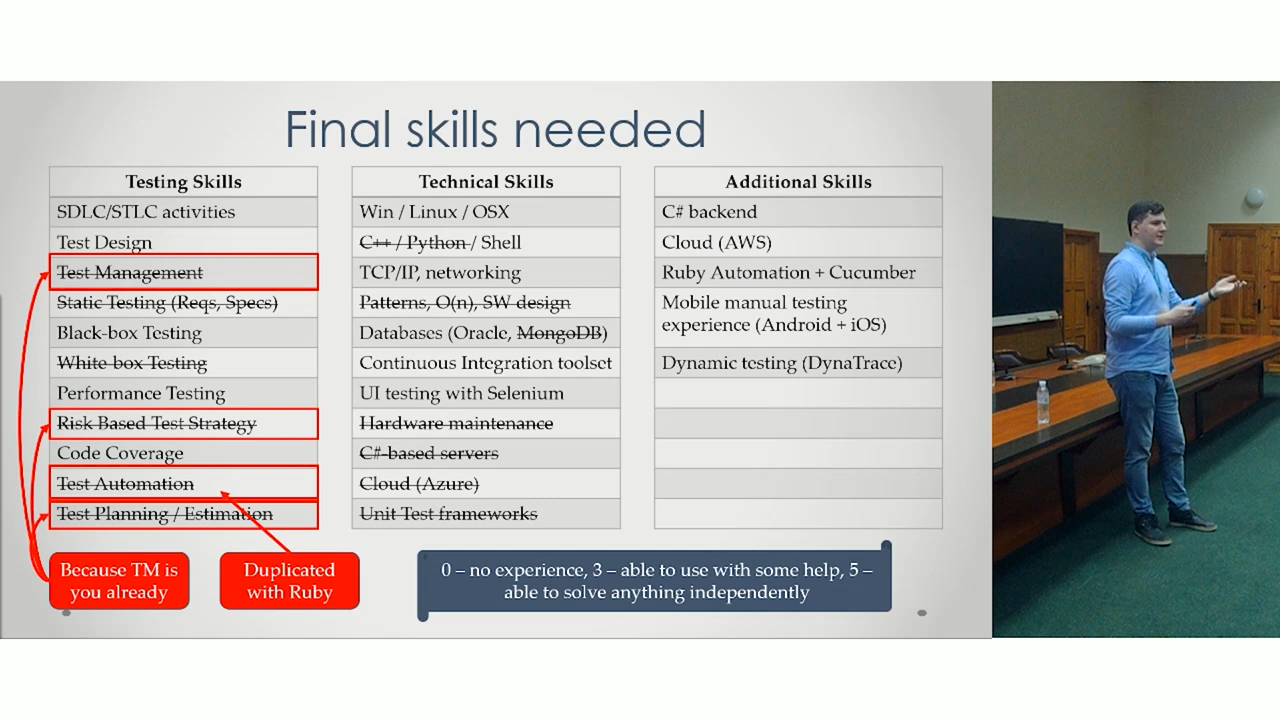 Final skills needed
Testing Skills
SDLC/STLC activities
Test Design
Test Management
Static Testing (Reqs, Specs)
Black-box Testing
White-box Testing
Performance Testing
Risk Based Test Strategy
Code Coverage
Test Automation
Test Planning / Estimation
Technical Skills
Win / Linux / OSX
C++ / Python / Shell
TCP/IP, networking
Patterns, O(n), SW design
Databases (Oracle, MongoDB)
Continuous Integration toolset
UI testing with Selenium
Hardware maintenance
C#-based servers
Cloud (Azure)
Unit Test frameworks
Additional Skills
C# backend
Cloud (AWS)
Ruby Automation + Cucumber
Mobile manual testing
experience (Android + iOS)
Dynamic testing (DynaTrace)
Because TM is
you already
Duplicated
with Ruby
0 – no experience, 3 – able to use with some help, 5 –
able to solve anything independently